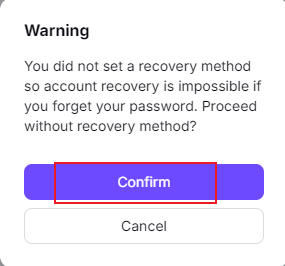 Warning
You did not set a recovery method
so account recovery is impossible if
you forget your password. Proceed
without recovery method?
Confirm
Cancel